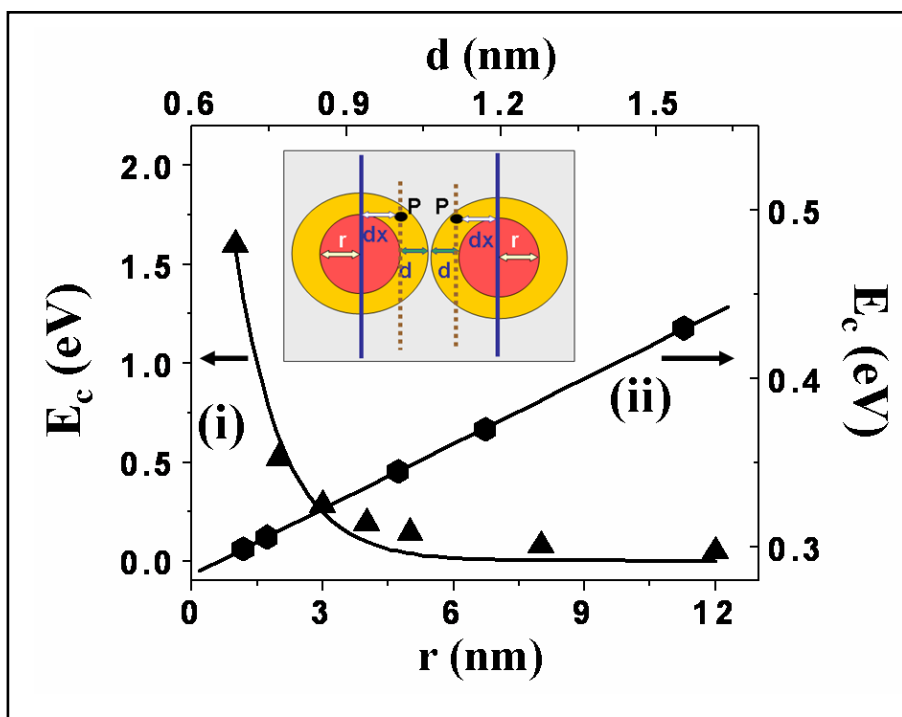 d (nm)
0.6 0.9 1.2 1.5
2.0
1.5
1.0
0.5
0.0
E_c (eV)
P P
r dx dx r
d d
(i)
(ii)
0.5
0.4
0.3
E_c (eV)
0 3 6 9 12
r (nm)